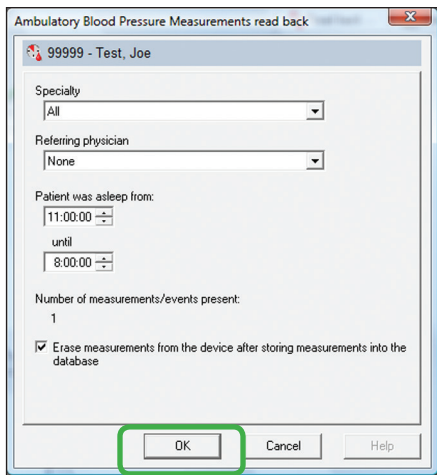 Ambulatory Blood Pressure Measurements read back
99999 - Test, Joe
Specialty
All
Referring physician
None
Patient was asleep from:
11:00:00
until
8:00:00
Number of measurements/events present:
1
Erase measurements from the device after storing measurements into the
database
OK Cancel Help